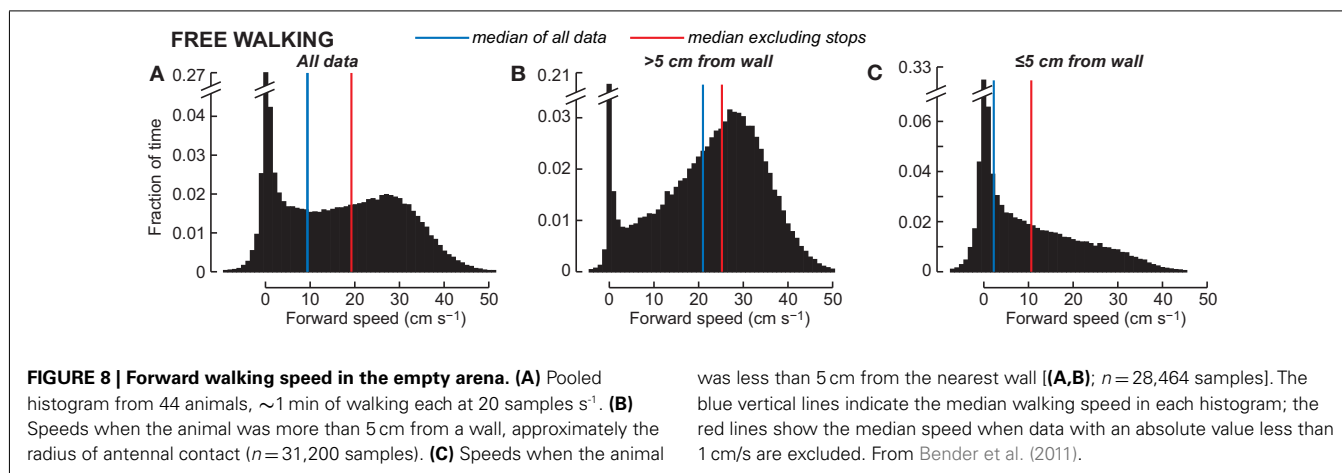 FREE WALKING
median of all data
median excluding stops
A
All data
0.27
0.04
0.03
0.02
0.01
0
Fraction of time
0 10 20 30 40 50
Forward speed (cm s⁻¹)
B
>5 cm from wall
0.21
0.03
0.02
0.01
0
0 10 20 30 40 50
Forward speed (cm s⁻¹)
C
≤5 cm from wall
0.33
0.06
0.04
0.02
0
0 10 20 30 40 50
Forward speed (cm s⁻¹)
FIGURE 8 | Forward walking speed in the empty arena. (A) Pooled
histogram from 44 animals, ∼1 min of walking each at 20 samples s⁻¹. (B)
Speeds when the animal was more than 5 cm from a wall, approximately the
radius of antennal contact (n = 31,200 samples). (C) Speeds when the animal
was less than 5 cm from the nearest wall [(A,B); n = 28,464 samples]. The
blue vertical lines indicate the median walking speed in each histogram; the
red lines show the median speed when data with an absolute value less than
1 cm/s are excluded. From Bender et al. (2011).